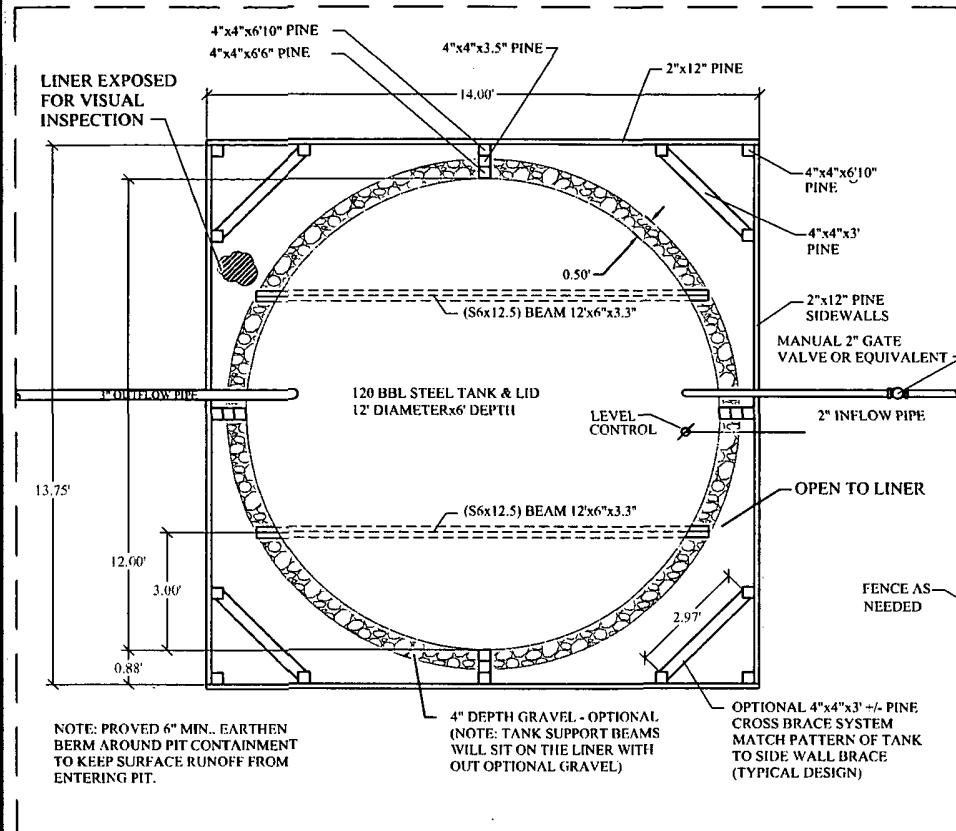 4"x4"x6'10" PINE
4"x4"x6'6" PINE
4"x4"x3.5" PINE
2"x12" PINE
LINER EXPOSED
FOR VISUAL
INSPECTION
14.00'
4"x4"x6'10"
PINE
4"x4"x3'
PINE
0.50'
(S6x12.5) BEAM 12'x6"x3.3"
2"x12" PINE
SIDEWALLS
MANUAL 2" GATE
VALVE OR EQUIVALENT
3" OUTFLOW PIPE
120 BBL STEEL TANK & LID
12' DIAMETERx6' DEPTH
LEVEL
CONTROL
2" INFLOW PIPE
13.75'
OPEN TO LINER
(S6x12.5) BEAM 12'x6"x3.3"
12.00'
3.00'
2.97'
FENCE AS
NEEDED
0.88'
NOTE: PROVED 6" MIN.. EARTHEN
BERM AROUND PIT CONTAINMENT
TO KEEP SURFACE RUNOFF FROM
ENTERING PIT.
4" DEPTH GRAVEL - OPTIONAL
(NOTE: TANK SUPPORT BEAMS
WILL SIT ON THE LINER WITH
OUT OPTIONAL GRAVEL)
OPTIONAL 4"x4"x3' +/- PINE
CROSS BRACE SYSTEM
MATCH PATTERN OF TANK
TO SIDE WALL BRACE
(TYPICAL DESIGN)